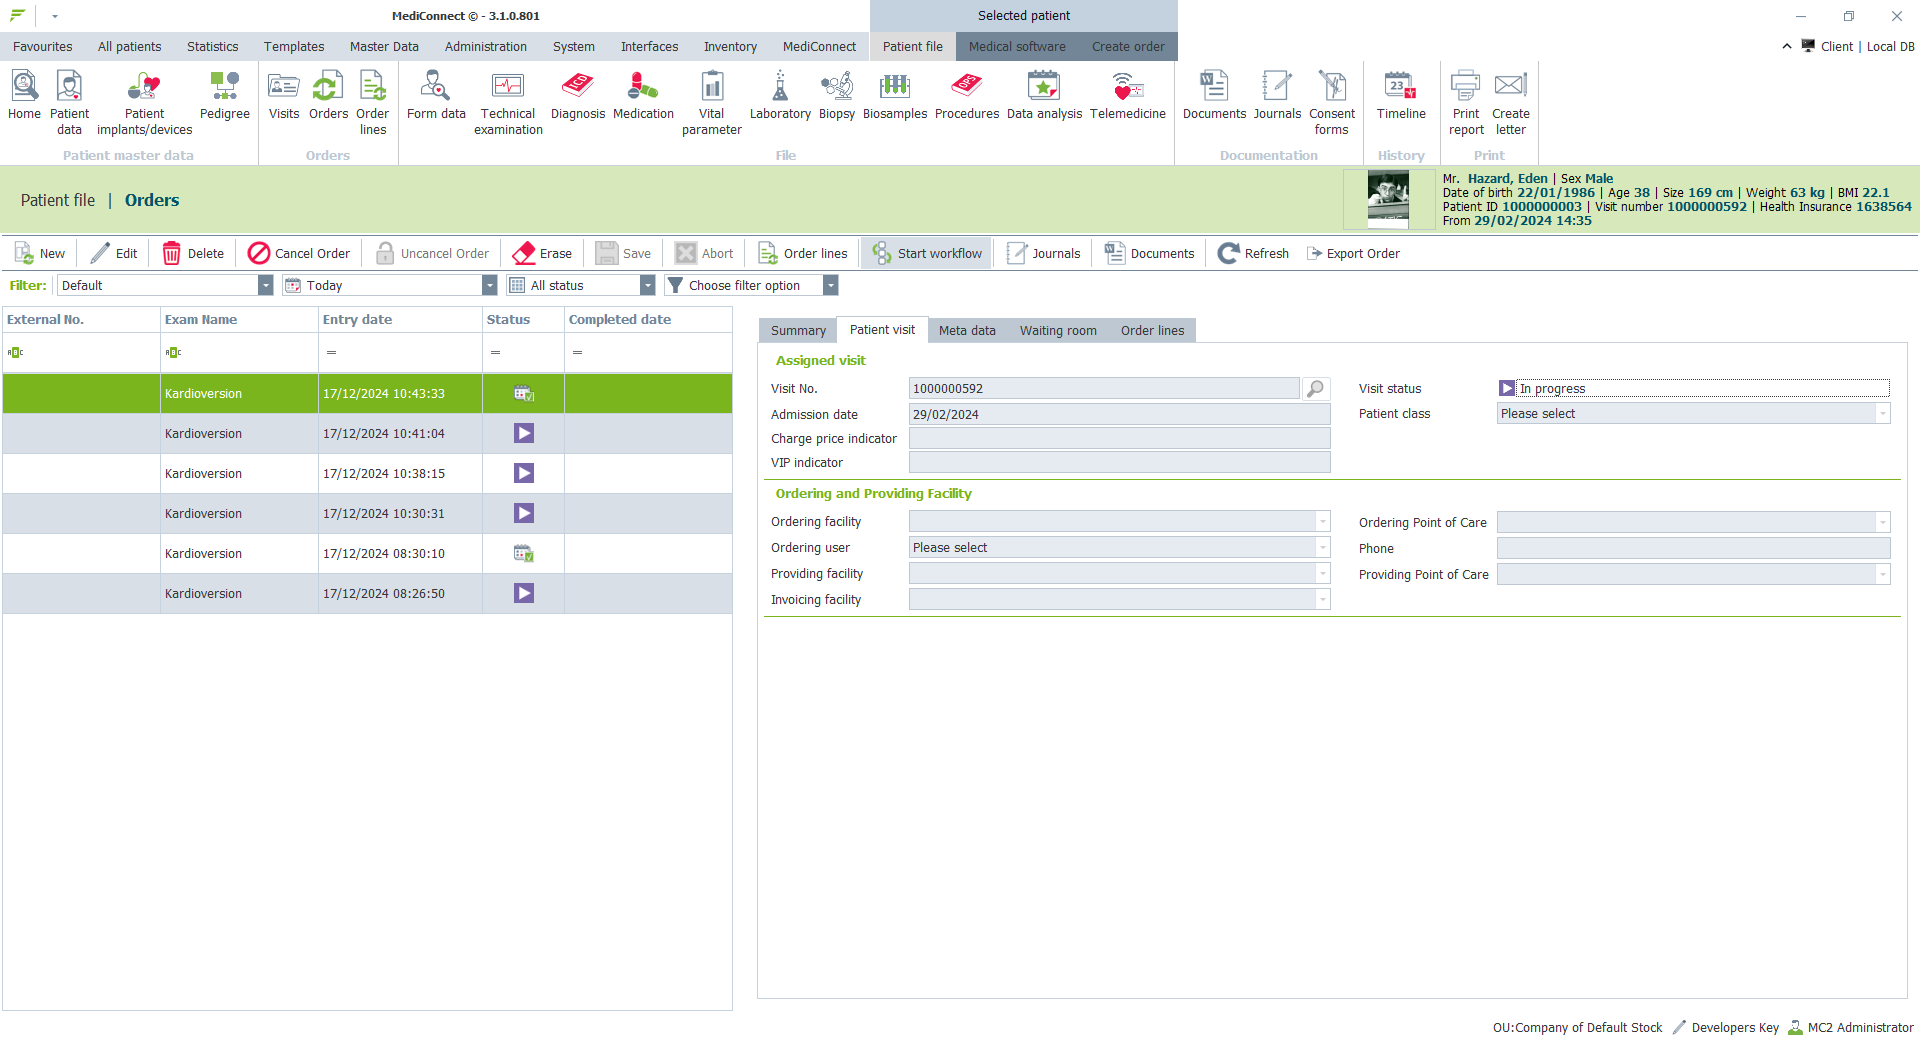 MediConnect © - 3.1.0.801
Selected patient
Favourites All patients Statistics Templates Master Data Administration System Interfaces Inventory MediConnect Patient file Medical software Create order
Client | Local DB
Home Patient data Patient implants/devices Pedigree Visits Orders Order lines Form data Technical examination Diagnosis Medication Vital parameter Laboratory Biopsy Biosamples Procedures Data analysis Telemedicine Documents Journals Consent forms Timeline Print report Create letter
Patient master data Orders File Documentation History Print
Patient file | Orders
Mr. Hazard, Eden | Sex Male
Date of birth 22/01/1986 | Age 38 | Size 169 cm | Weight 63 kg | BMI 22.1
Patient ID 1000000003 | Visit number 1000000592 | Health Insurance 1638564
From 29/02/2024 14:35
New Edit Delete Cancel Order Uncancel Order Erase Save Abort Order lines Start workflow Journals Documents Refresh Export Order
Filter: Default Today All status Choose filter option
External No. Exam Name Entry date Status Completed date
Kardioversion 17/12/2024 10:43:33
Kardioversion 17/12/2024 10:41:04
Kardioversion 17/12/2024 10:38:15
Kardioversion 17/12/2024 10:30:31
Kardioversion 17/12/2024 08:30:10
Kardioversion 17/12/2024 08:26:50
Summary Patient visit Meta data Waiting room Order lines
Assigned visit
Visit No. 1000000592 Visit status In progress
Admission date 29/02/2024 Patient class Please select
Charge price indicator
VIP indicator
Ordering and Providing Facility
Ordering facility Ordering Point of Care
Ordering user Please select Phone
Providing facility Providing Point of Care
Invoicing facility
OU:Company of Default Stock Developers Key MC2 Administrator